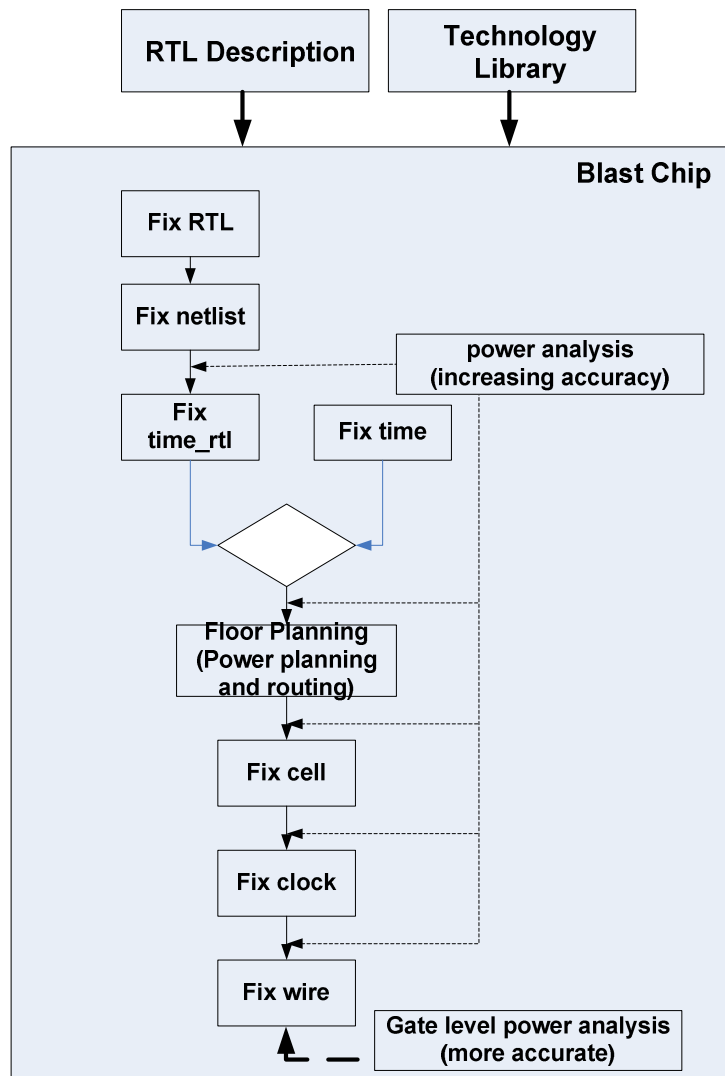 RTL Description
Technology
Library
Blast Chip
Fix RTL
Fix netlist
power analysis
(increasing accuracy)
Fix
time_rtl
Fix time
Floor Planning
(Power planning
and routing)
Fix cell
Fix clock
Fix wire
Gate level power analysis
(more accurate)